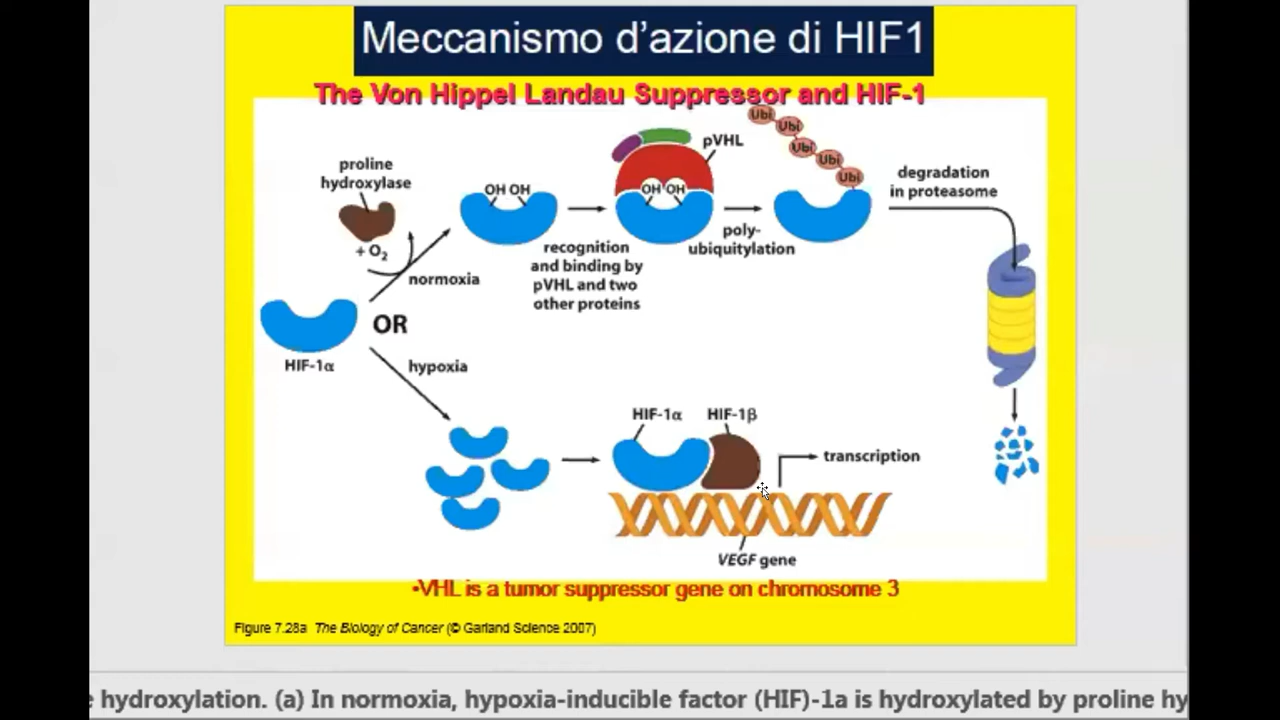 Meccanismo d’azione di HIF1
The Von Hippel Landau Suppressor and HIF-1
Ubi
Ubi
Ubi
Ubi
Ubi
pVHL
proline
hydroxylase
degradation
in proteasome
OH OH
OH OH
+ O2
normoxia
recognition
and binding by
pVHL and two
other proteins
poly-
ubiquitylation
OR
HIF-1α
hypoxia
HIF-1α
HIF-1β
transcription
VEGF gene
•VHL is a tumor suppressor gene on chromosome 3
Figure 7.28a The Biology of Cancer (© Garland Science 2007)
e hydroxylation. (a) In normoxia, hypoxia-inducible factor (HIF)-1a is hydroxylated by proline hy